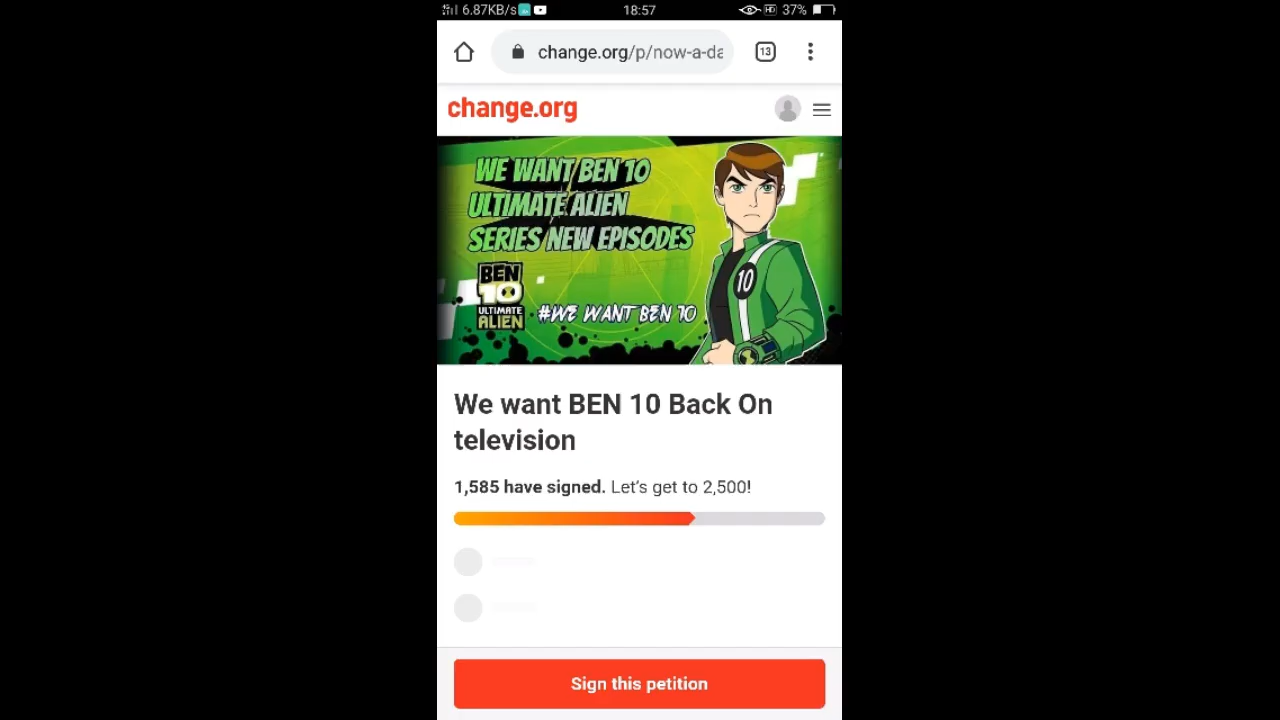 6.87KB/s 18:57 HD 37%
change.org/p/now-a-da 13
change.org
WE WANT BEN 10
ULTIMATE ALIEN
SERIES NEW EPISODES
BEN
10
ULTIMATE
ALIEN
#WE WANT BEN 10
10
We want BEN 10 Back On
television
1,585 have signed. Let's get to 2,500!
Sign this petition